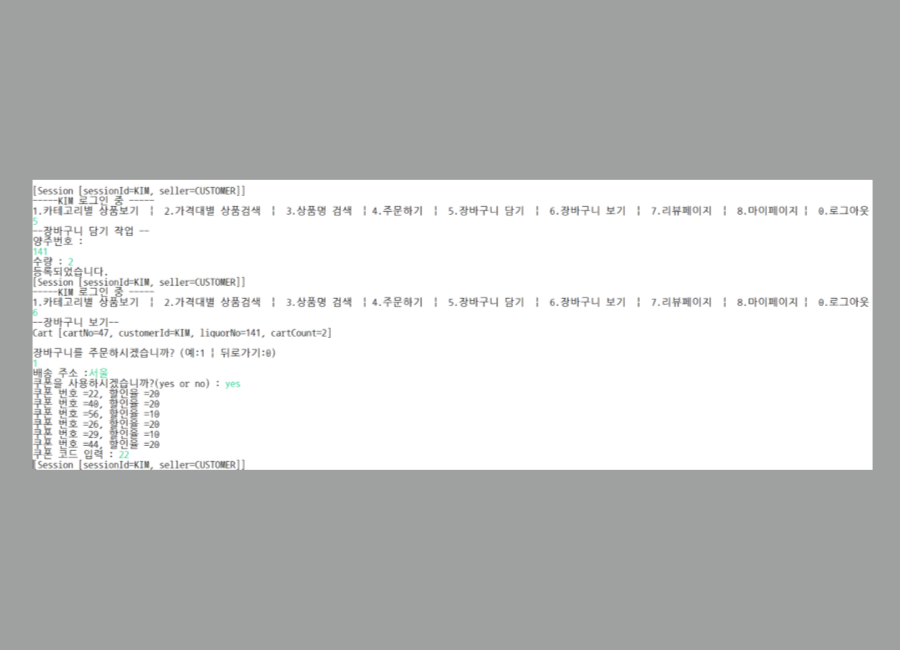 [Session [sessionId=KIM, seller=CUSTOMER]]
-----KIM 로그인 중 -----
1.카테고리별 상품보기 ¦ 2.가격대별 상품검색 ¦ 3.상품명 검색 ¦ 4.주문하기 ¦ 5.장바구니 담기 ¦ 6.장바구니 보기 ¦ 7.리뷰페이지 ¦ 8.마이페이지 ¦ 0.로그아웃
5
--장바구니 담기 작업 --
양주번호 :
141
수량 : 2
등록되었습니다.
[Session [sessionId=KIM, seller=CUSTOMER]]
-----KIM 로그인 중 -----
1.카테고리별 상품보기 ¦ 2.가격대별 상품검색 ¦ 3.상품명 검색 ¦ 4.주문하기 ¦ 5.장바구니 담기 ¦ 6.장바구니 보기 ¦ 7.리뷰페이지 ¦ 8.마이페이지 ¦ 0.로그아웃
6
--장바구니 보기--
Cart [cartNo=47, customerId=KIM, liquorNo=141, cartCount=2]
장바구니를 주문하시겠습니까? (예:1 ¦ 뒤로가기:0)
1
배송 주소 :서울
쿠폰을 사용하시겠습니까?(yes or no) : yes
쿠폰 번호 =22, 할인율 =20
쿠폰 번호 =40, 할인율 =20
쿠폰 번호 =56, 할인율 =10
쿠폰 번호 =26, 할인율 =20
쿠폰 번호 =29, 할인율 =10
쿠폰 번호 =44, 할인율 =20
쿠폰 코드 입력 : 22
[Session [sessionId=KIM, seller=CUSTOMER]]